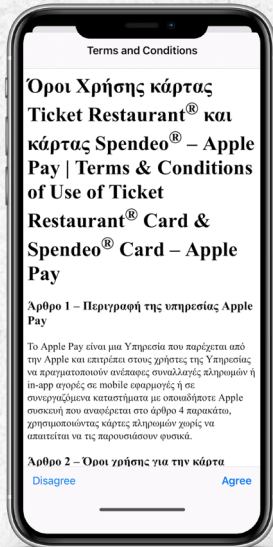 Terms and Conditions
Όροι Χρήσης κάρτας
Ticket Restaurant® και
κάρτας Spendeo® – Apple
Pay | Terms & Conditions
of Use of Ticket
Restaurant® Card &
Spendeo® Card – Apple
Pay
Άρθρο 1 – Περιγραφή της υπηρεσίας Apple
Pay
Το Apple Pay είναι μια Υπηρεσία που παρέχεται από
την Apple και επιτρέπει στους χρήστες της Υπηρεσίας
να πραγματοποιούν ανέπαφες συναλλαγές πληρωμών ή
in-app αγορές σε mobile εφαρμογές ή σε
συνεργαζόμενα καταστήματα με οποιαδήποτε Apple
συσκευή που αναφέρεται στο άρθρο 4 παρακάτω,
χρησιμοποιώντας κάρτες πληρωμών χωρίς να
απαιτείται να τις παρουσιάσουν φυσικά.
Άρθρο 2 – Όροι χρήσης για την κάρτα
Disagree Agree